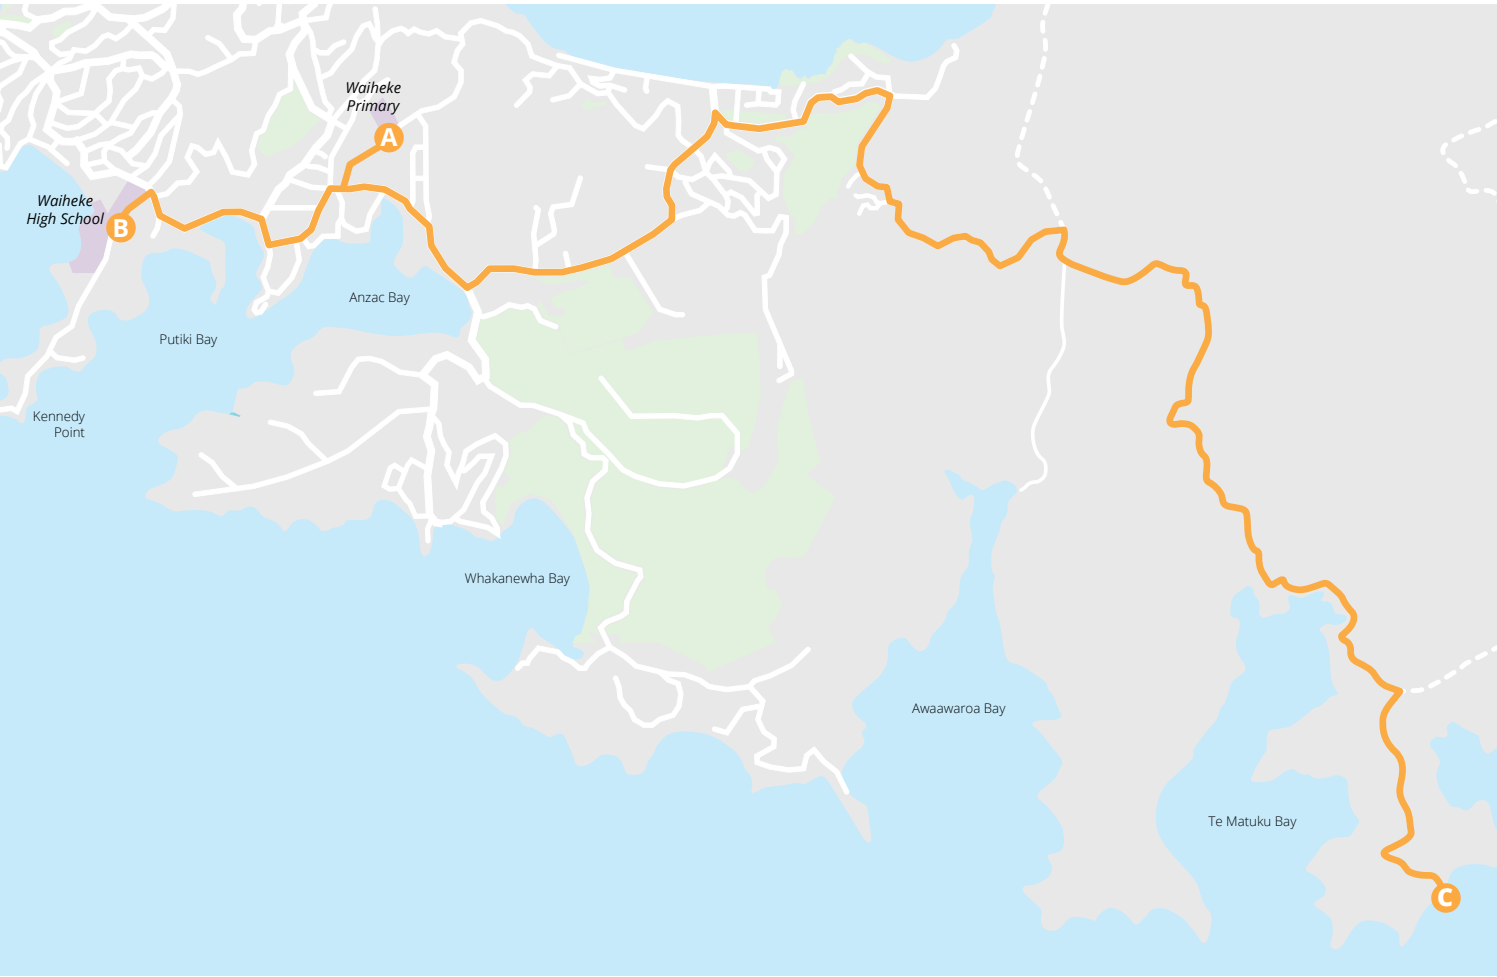 Waiheke
Primary
A
Waiheke
High School
B
Anzac Bay
Putiki Bay
Kennedy
Point
Whakanewha Bay
Awaawaroa Bay
Te Matuku Bay
C